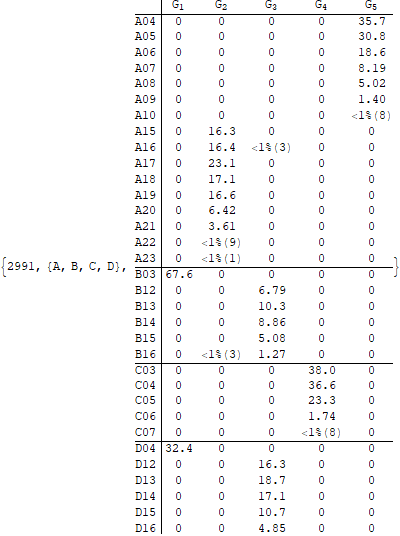 G1 G2 G3 G4 G5
A04 0 0 0 0 35.7
A05 0 0 0 0 30.8
A06 0 0 0 0 18.6
A07 0 0 0 0 8.19
A08 0 0 0 0 5.02
A09 0 0 0 0 1.40
A10 0 0 0 0 <1%(8)
A15 0 16.3 0 0 0
A16 0 16.4 <1%(3) 0 0
A17 0 23.1 0 0 0
A18 0 17.1 0 0 0
A19 0 16.6 0 0 0
A20 0 6.42 0 0 0
A21 0 3.61 0 0 0
A22 0 <1%(9) 0 0 0
A23 0 <1%(1) 0 0 0
{2991, {A, B, C, D}, }
B03 67.6 0 0 0 0
B12 0 0 6.79 0 0
B13 0 0 10.3 0 0
B14 0 0 8.86 0 0
B15 0 0 5.08 0 0
B16 0 <1%(3) 1.27 0 0
C03 0 0 0 38.0 0
C04 0 0 0 36.6 0
C05 0 0 0 23.3 0
C06 0 0 0 1.74 0
C07 0 0 0 <1%(8) 0
D04 32.4 0 0 0 0
D12 0 0 16.3 0 0
D13 0 0 18.7 0 0
D14 0 0 17.1 0 0
D15 0 0 10.7 0 0
D16 0 0 4.85 0 0